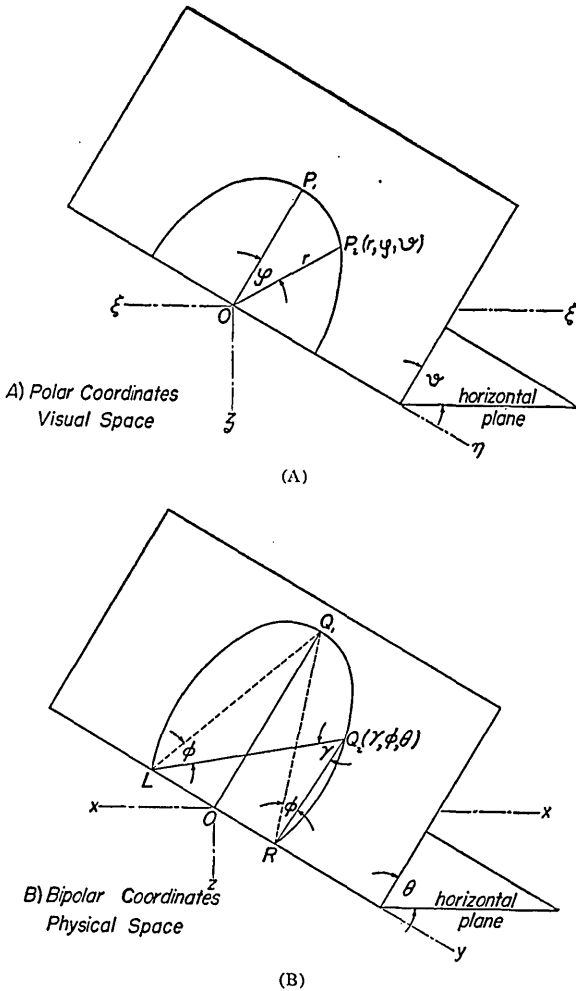 P₁
P₂(r,φ,ϑ)
r
φ
O
ξ
ξ
ϑ
A) Polar Coordinates
Visual Space
horizontal
plane
ζ
η
(A)
Q₁
Q₂(γ,ϕ,θ)
ϕ
γ
L
ϕ
x
O
x
R
z
θ
B) Bipolar Coordinates
Physical Space
horizontal
plane
y
(B)